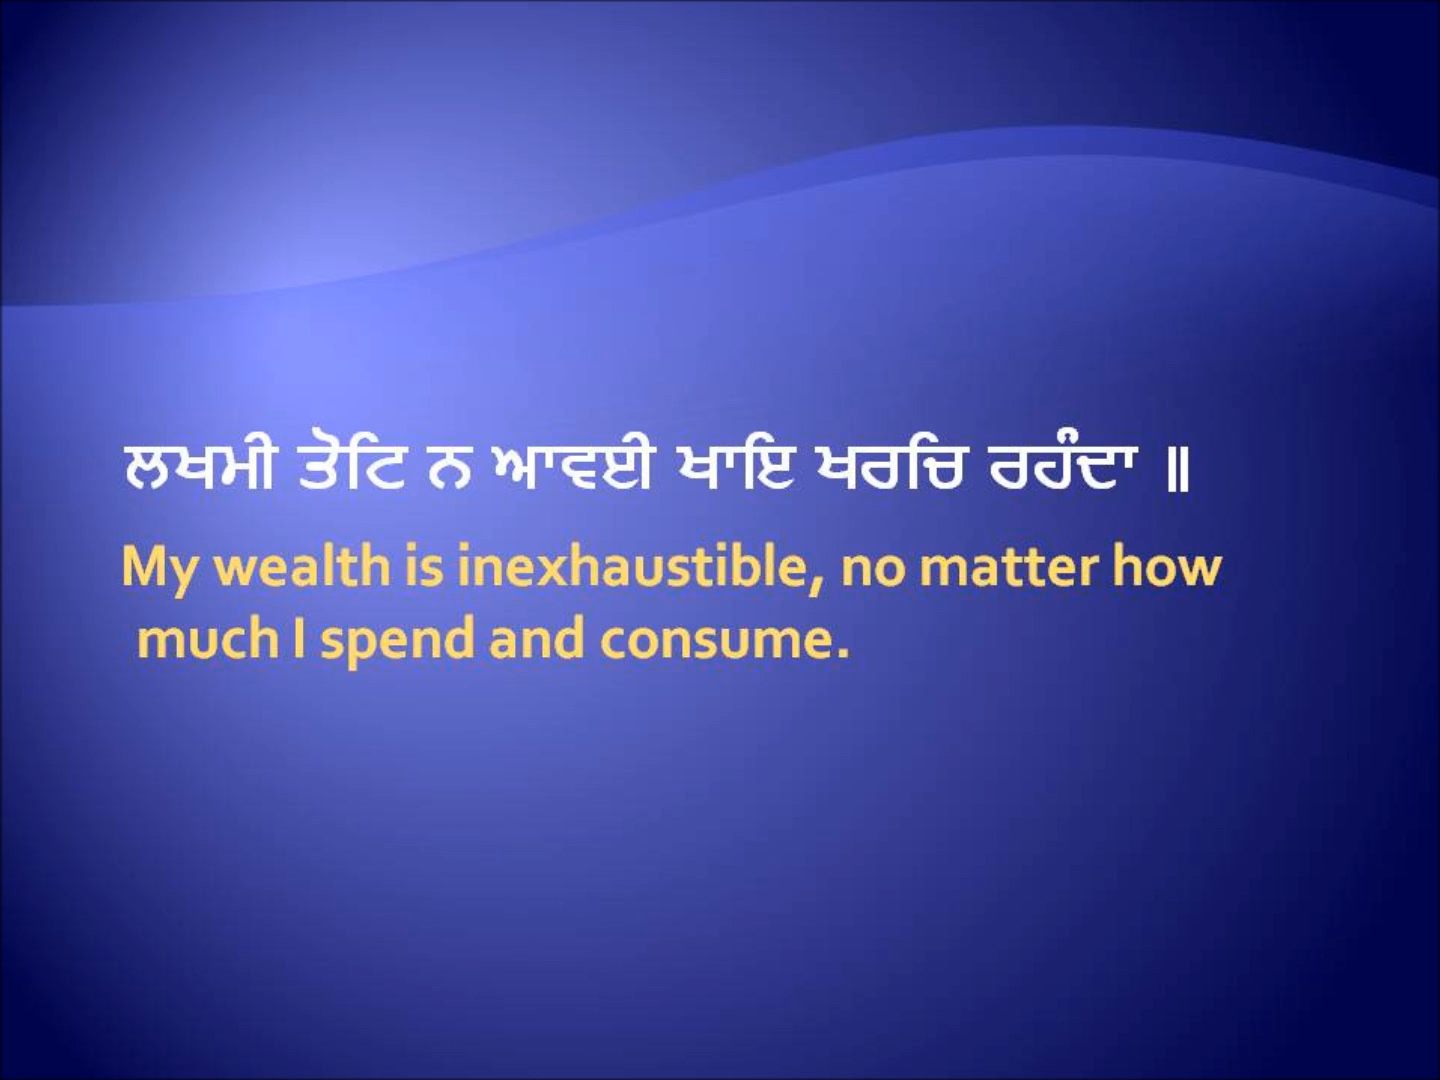 ਲਖਮੀ ਤੋਟਿ ਨ ਆਵਈ ਖਾਇ ਖਰਚਿ ਰਹੰਦਾ ॥
My wealth is inexhaustible, no matter how
much I spend and consume.